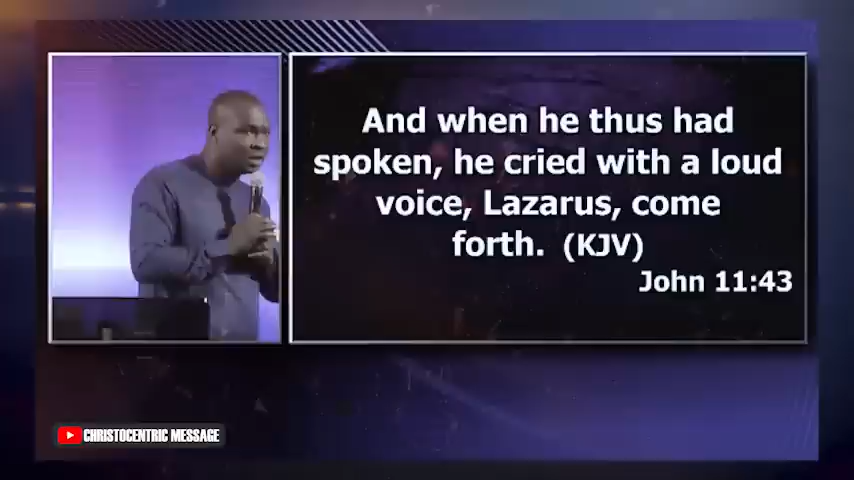 And when he thus had
spoken, he cried with a loud
voice, Lazarus, come
forth. (KJV)
John 11:43
CHRISTOCENTRIC MESSAGE